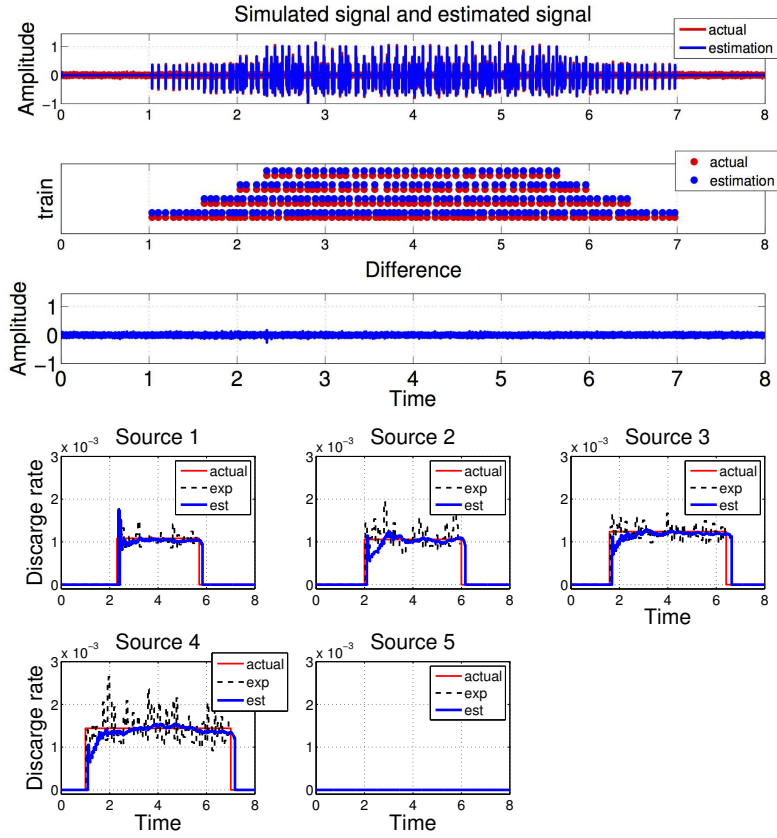 Simulated signal and estimated signal
Amplitude
1
0
−1
0 1 2 3 4 5 6 7 8
actual
estimation
train
0 1 2 3 4 5 6 7 8
actual
estimation
Difference
Amplitude
1
0
−1
0 1 2 3 4 5 6 7 8
Time
x 10⁻³ Source 1
Discarge rate
3
2
1
0
0 2 4 6 8
actual
exp
est
x 10⁻³ Source 2
3
2
1
0
0 2 4 6 8
actual
exp
est
x 10⁻³ Source 3
3
2
1
0
0 2 4 6 8
Time
actual
exp
est
x 10⁻³ Source 4
Discarge rate
3
2
1
0
0 2 4 6 8
Time
actual
exp
est
x 10⁻³ Source 5
3
2
1
0
0 2 4 6 8
Time
actual
exp
est